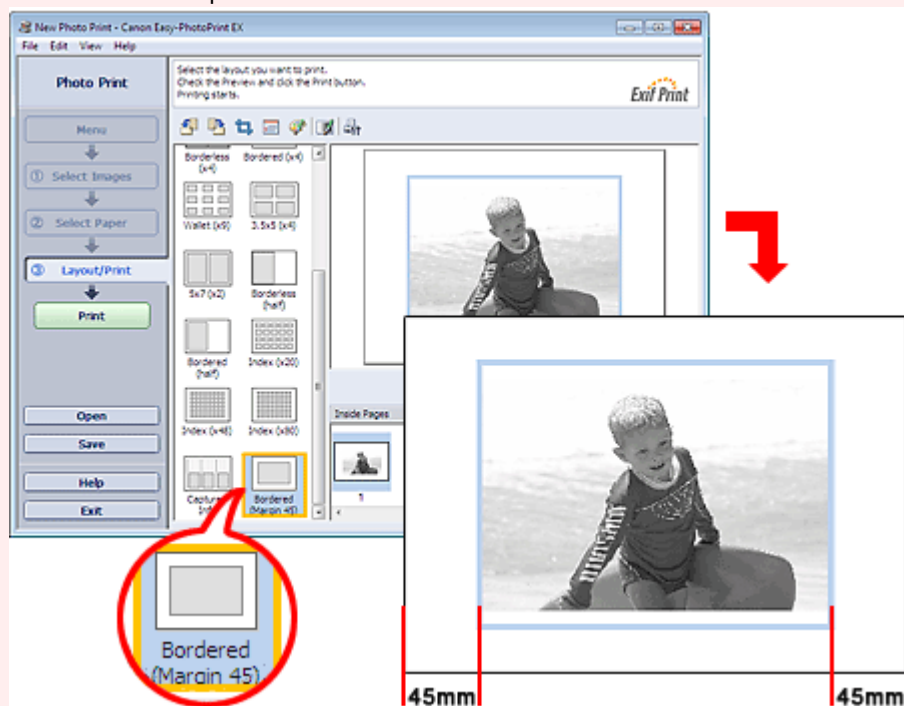 New Photo Print - Canon Easy-PhotoPrint EX
File Edit View Help
Photo Print
Select the layout you want to print.
Check the Preview and click the Print button.
Printing starts.
Exif Print
Menu
① Select Images
② Select Paper
③ Layout/Print
Print
Open
Save
Help
Exit
Borderless
(x4)
Bordered (x4)
Wallet (x9)
3.5x5 (x4)
5x7 (x2)
Borderless
(half)
Bordered
(half)
Index (x20)
Index (x48)
Index (x80)
Bordered
(Margin 45)
Inside Pages
1
Bordered
(Margin 45)
45mm
45mm